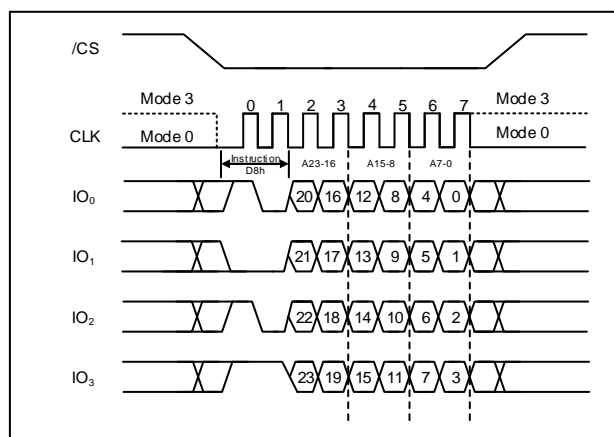 /CS
0 1 2 3 4 5 6 7
Mode 3 Mode 3
CLK Mode 0 Mode 0
Instruction
D8h A23-16 A15-8 A7-0
IO0 20 16 12 8 4 0
IO1 21 17 13 9 5 1
IO2 22 18 14 10 6 2
IO3 23 19 15 11 7 3